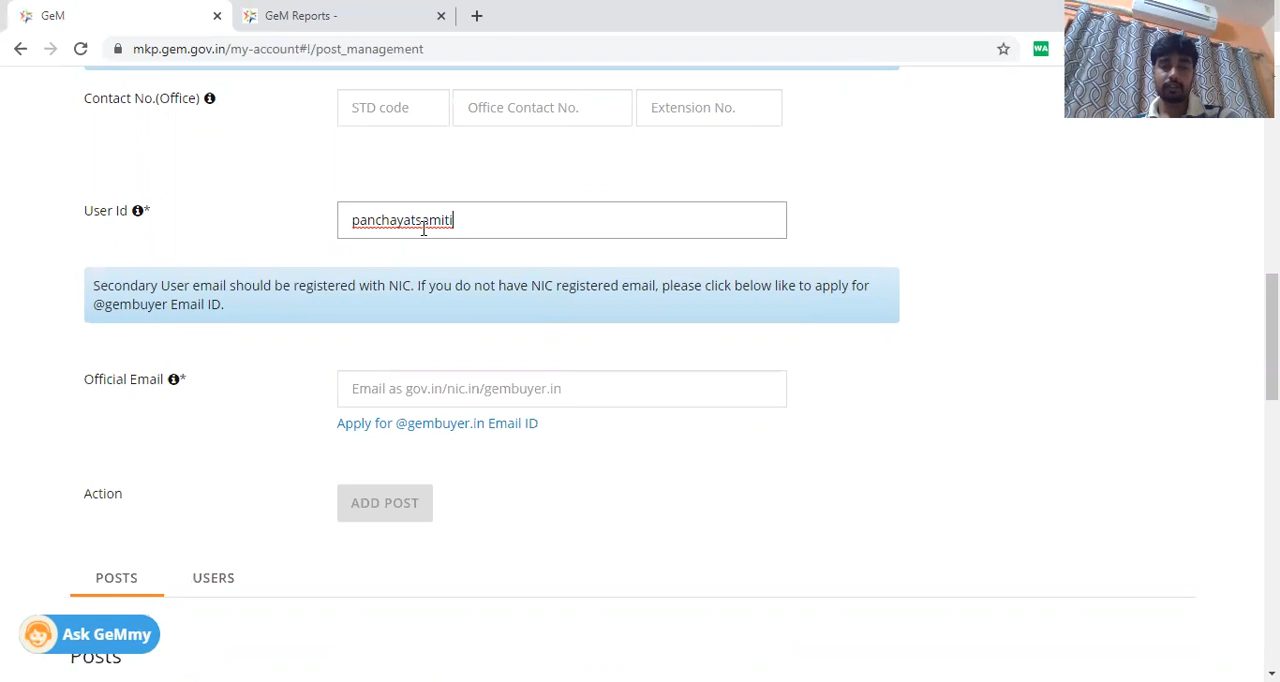 GeM
GeM Reports -
mkp.gem.gov.in/my-account#!/post_management
WA
Contact No.(Office)
STD code
Office Contact No.
Extension No.
User Id *
panchayatsamiti
Secondary User email should be registered with NIC. If you do not have NIC registered email, please click below like to apply for
@gembuyer Email ID.
Official Email *
Email as gov.in/nic.in/gembuyer.in
Apply for @gembuyer.in Email ID
Action
ADD POST
POSTS
USERS
Ask GeMmy
Posts